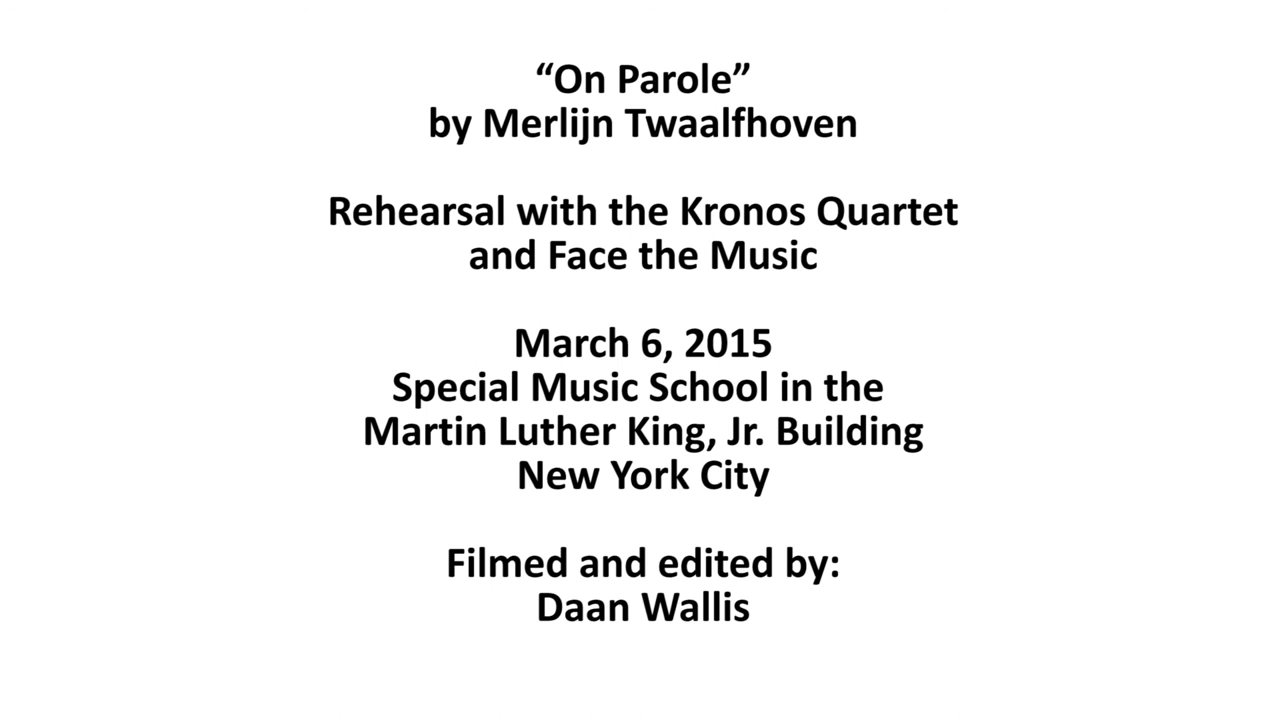 “On Parole”
by Merlijn Twaalfhoven
Rehearsal with the Kronos Quartet
and Face the Music
March 6, 2015
Special Music School in the
Martin Luther King, Jr. Building
New York City
Filmed and edited by:
Daan Wallis